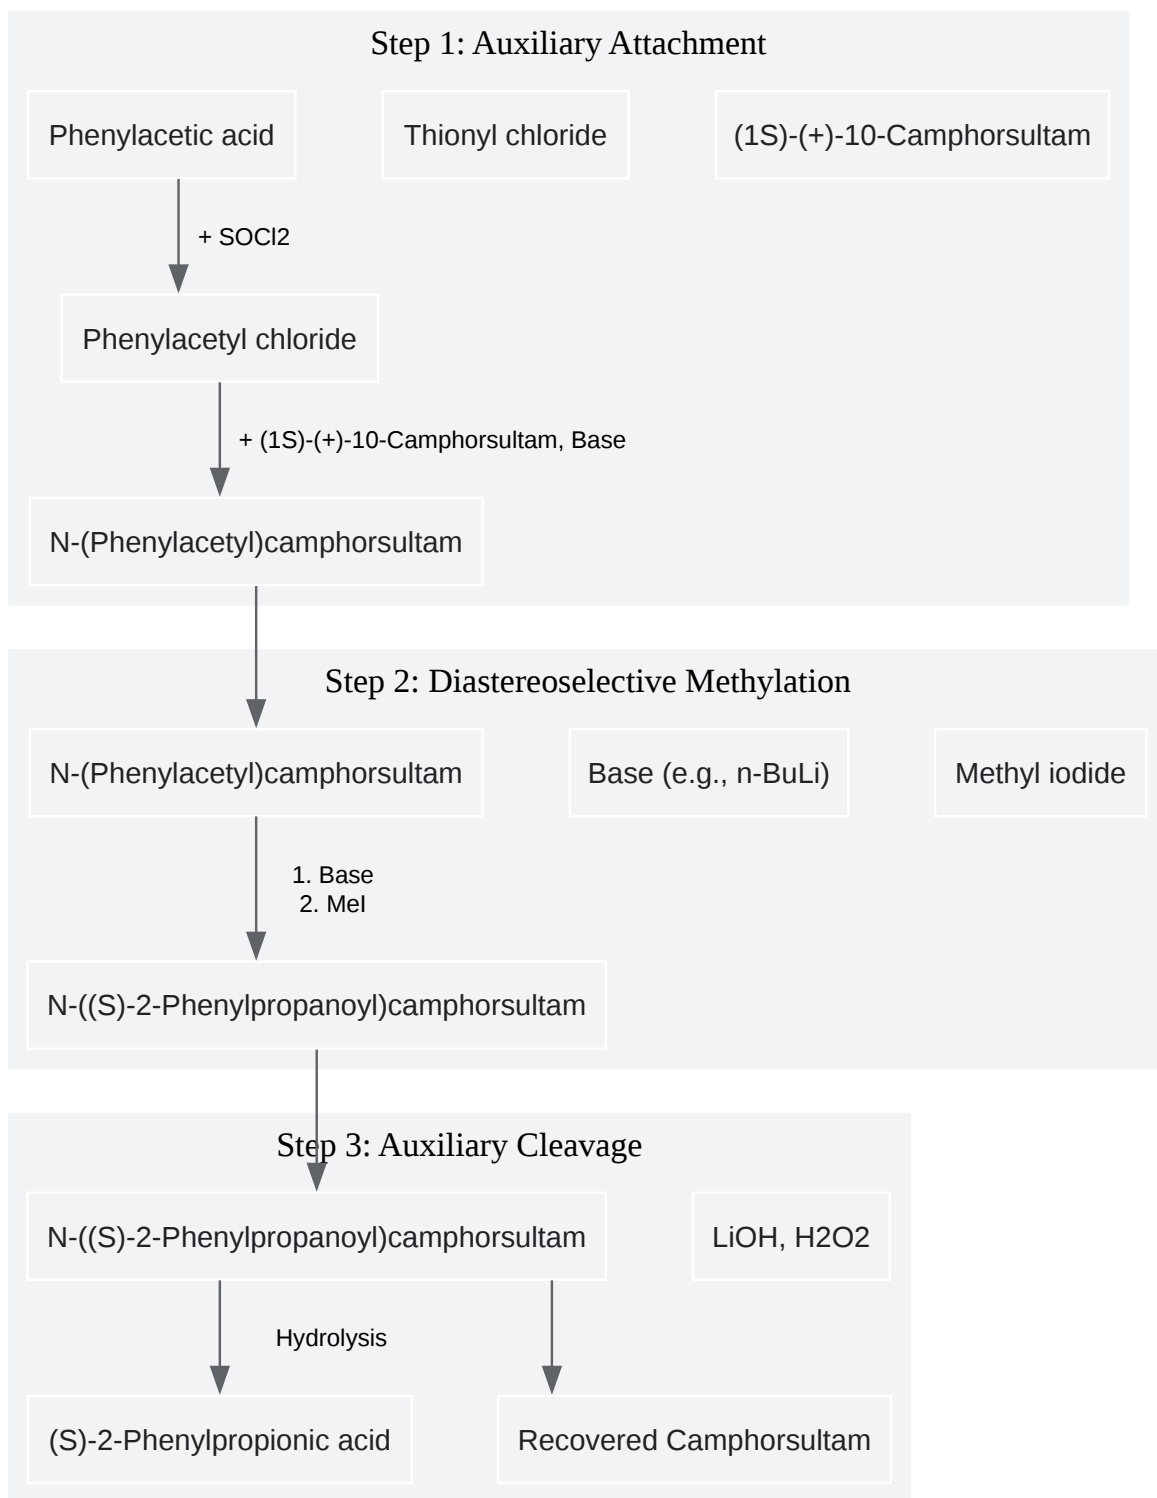 Step 1: Auxiliary Attachment
Phenylacetic acid
Thionyl chloride
(1S)-(+)-10-Camphorsultam
+ SOCl2
Phenylacetyl chloride
+ (1S)-(+)-10-Camphorsultam, Base
N-(Phenylacetyl)camphorsultam
Step 2: Diastereoselective Methylation
N-(Phenylacetyl)camphorsultam
Base (e.g., n-BuLi)
Methyl iodide
1. Base
2. MeI
N-((S)-2-Phenylpropanoyl)camphorsultam
Step 3: Auxiliary Cleavage
N-((S)-2-Phenylpropanoyl)camphorsultam
LiOH, H2O2
Hydrolysis
(S)-2-Phenylpropionic acid
Recovered Camphorsultam